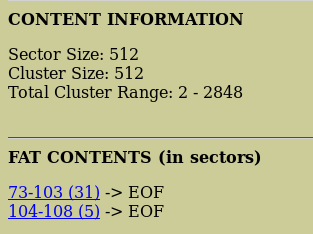 CONTENT INFORMATION
Sector Size: 512
Cluster Size: 512
Total Cluster Range: 2 - 2848
FAT CONTENTS (in sectors)
73-103 (31) -> EOF
104-108 (5) -> EOF